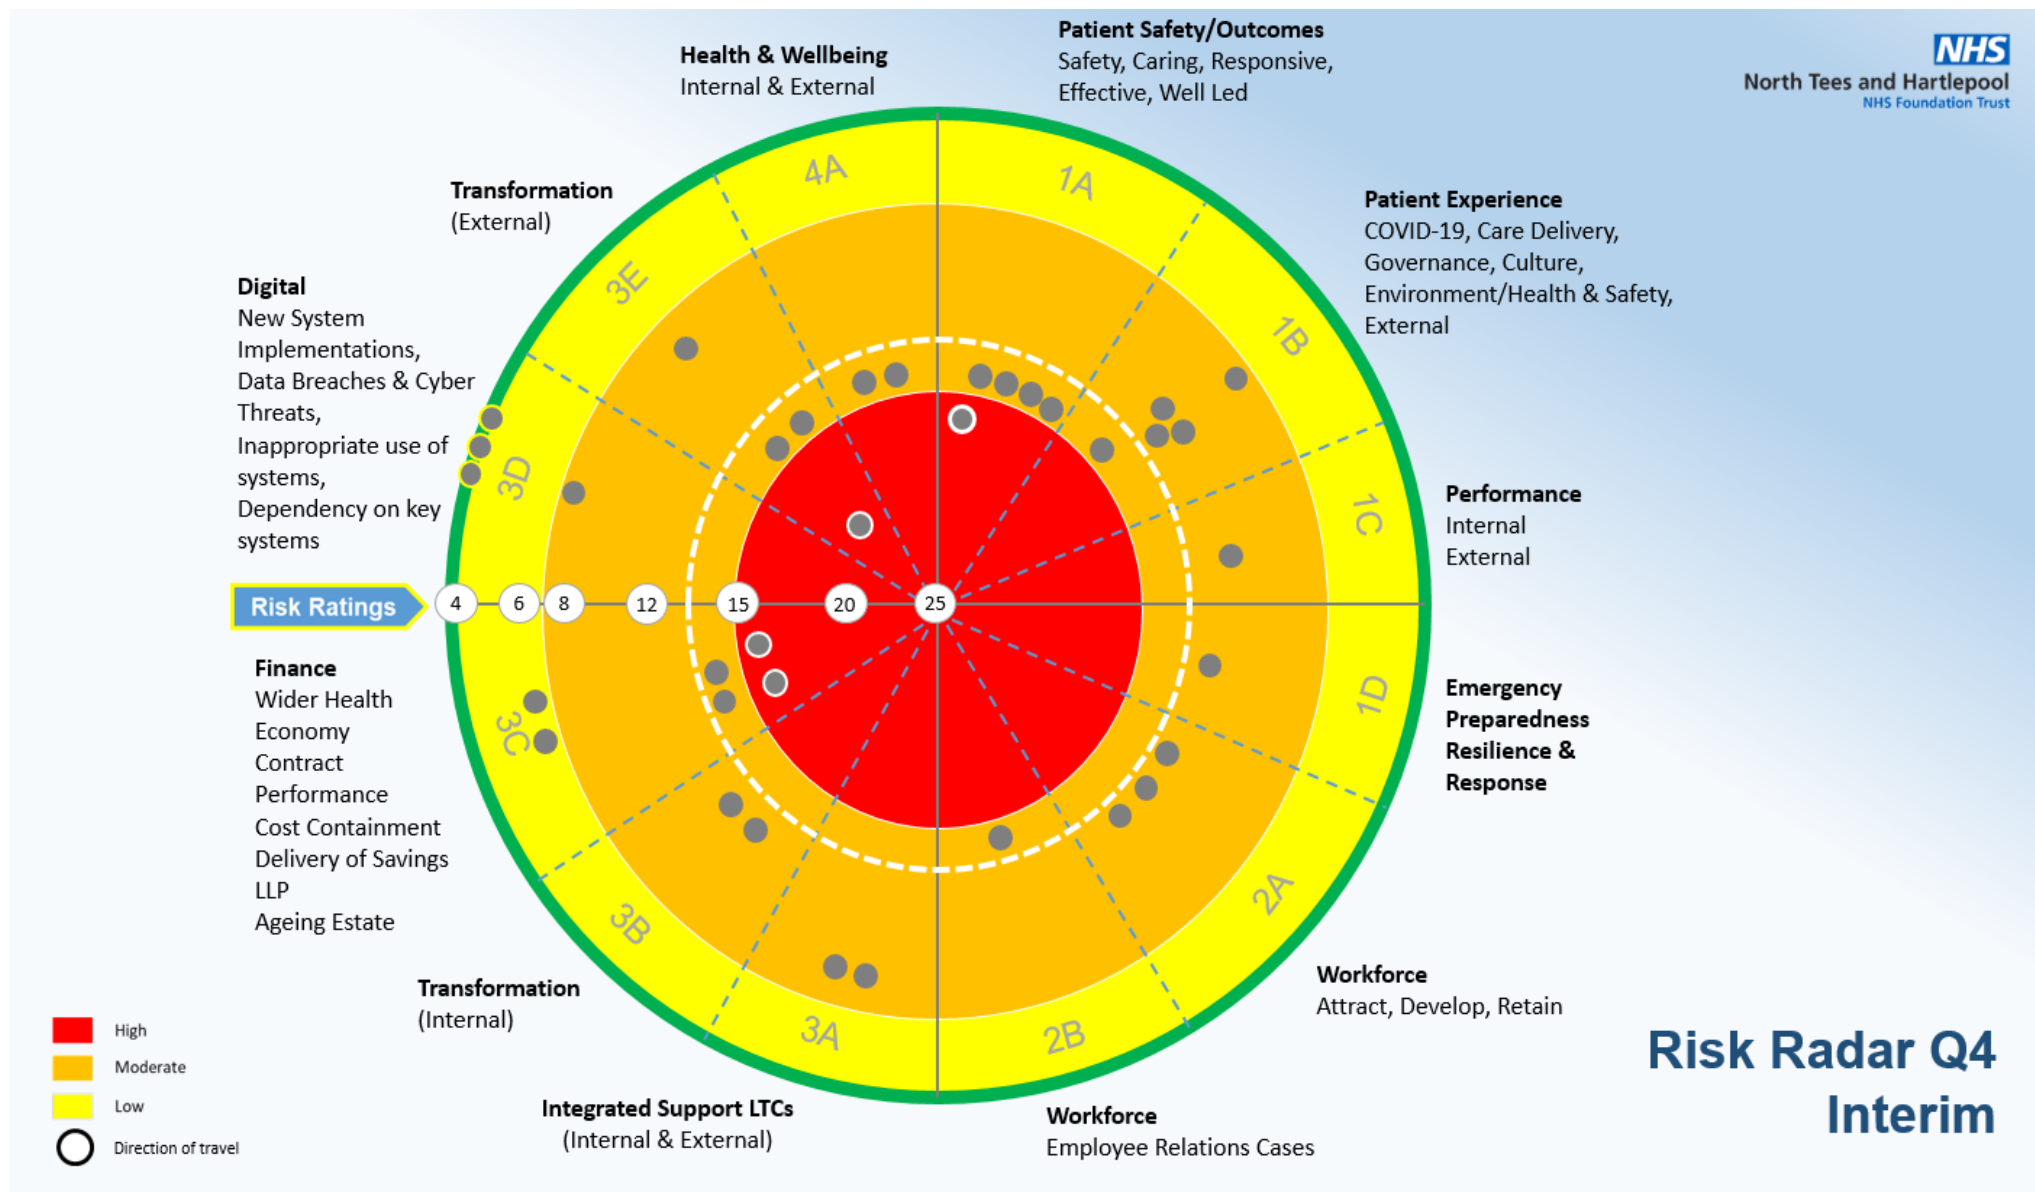 Health & Wellbeing
Internal & External
Patient Safety/Outcomes
Safety, Caring, Responsive,
Effective, Well Led
NHS
North Tees and Hartlepool
NHS Foundation Trust
Transformation
(External)
Patient Experience
COVID-19, Care Delivery,
Governance, Culture,
Environment/Health & Safety,
External
Digital
New System
Implementations,
Data Breaches & Cyber
Threats,
Inappropriate use of
systems,
Dependency on key
systems
4A
1A
3E
1B
3D
1C
Performance
Internal
External
Risk Ratings
4
6
8
12
15
20
25
Finance
Wider Health
Economy
Contract
Performance
Cost Containment
Delivery of Savings
LLP
Ageing Estate
3C
1D
Emergency
Preparedness
Resilience &
Response
3B
2A
3A
2B
Transformation
(Internal)
Workforce
Attract, Develop, Retain
Integrated Support LTCs
(Internal & External)
Workforce
Employee Relations Cases
High
Moderate
Low
Direction of travel
Risk Radar Q4
Interim